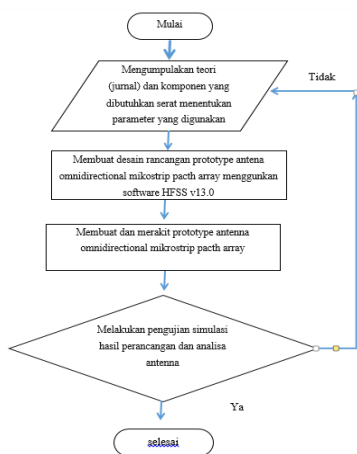 Mulai
Mengumpulakan teori
(jurnal) dan komponen yang
dibutuhkan serat menentukan
parameter yang digunakan
Tidak
Membuat desain rancangan prototype antena
omnidirectional mikostrip pacth array menggunkan
software HFSS v13.0
Membuat dan merakit prototype antenna
omnidirectional mikrostrip pacth array
Melakukan pengujian simulasi
hasil perancangan dan analisa
antenna
Ya
selesai